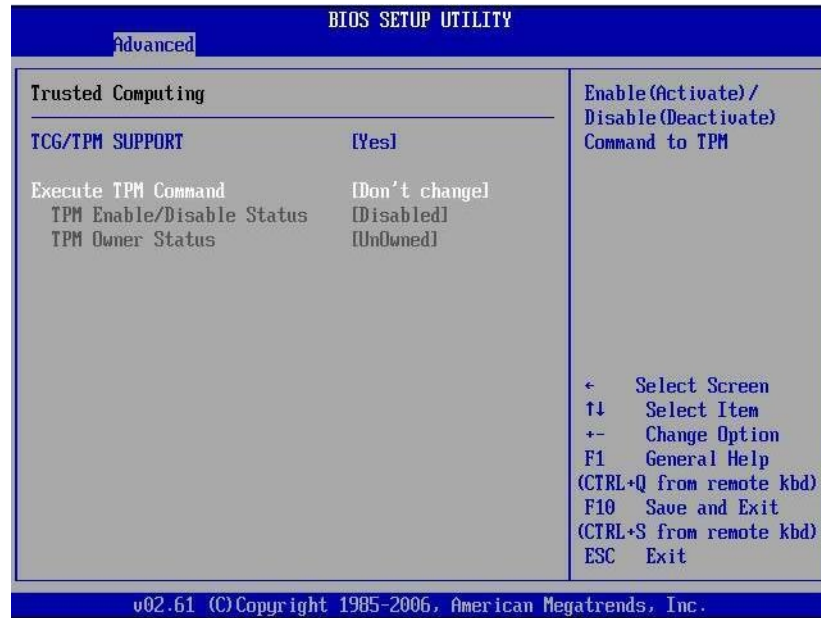 BIOS SETUP UTILITY
Advanced
Trusted Computing
TCG/TPM SUPPORT [Yes]
Execute TPM Command [Don't change]
TPM Enable/Disable Status [Disabled]
TPM Owner Status [UnOwned]
Enable(Activate)/
Disable(Deactivate)
Command to TPM
← Select Screen
↑↓ Select Item
+- Change Option
F1 General Help
(CTRL+Q from remote kbd)
F10 Save and Exit
(CTRL+S from remote kbd)
ESC Exit
v02.61 (C)Copyright 1985-2006, American Megatrends, Inc.